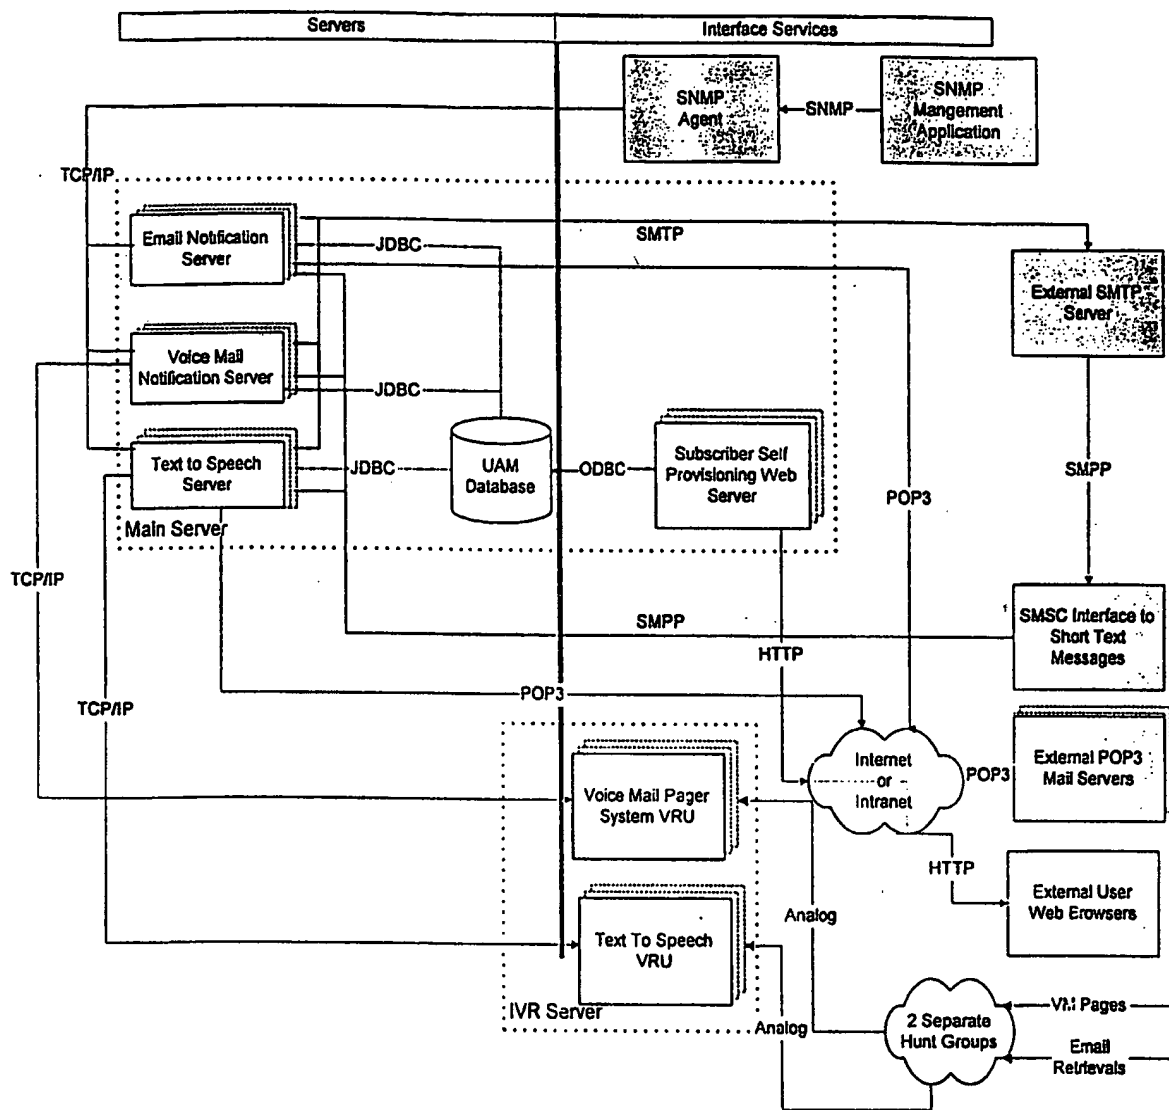 Servers
Interface Services
SNMP
Agent
SNMP
SNMP
Mangement
Application
TCP/IP
Email Notification
Server
JDBC
SMTP
External SMTP
Server
Voice Mail
Notification Server
JDBC
Text to Speech
Server
JDBC
UAM
Database
ODBC
Subscriber Self
Provisioning Web
Server
POP3
SMPP
Main Server
TCP/IP
SMPP
SMSC Interface to
Short Text
Messages
HTTP
TCP/IP
POP3
Internet
or
Intranet
POP3
External POP3
Mail Servers
Voice Mail Pager
System VRU
HTTP
External User
Web Erowsers
Analog
Text To Speech
VRU
IVR Server
Analog
2 Separate
Hunt Groups
VM Pages
Email
Retrievals